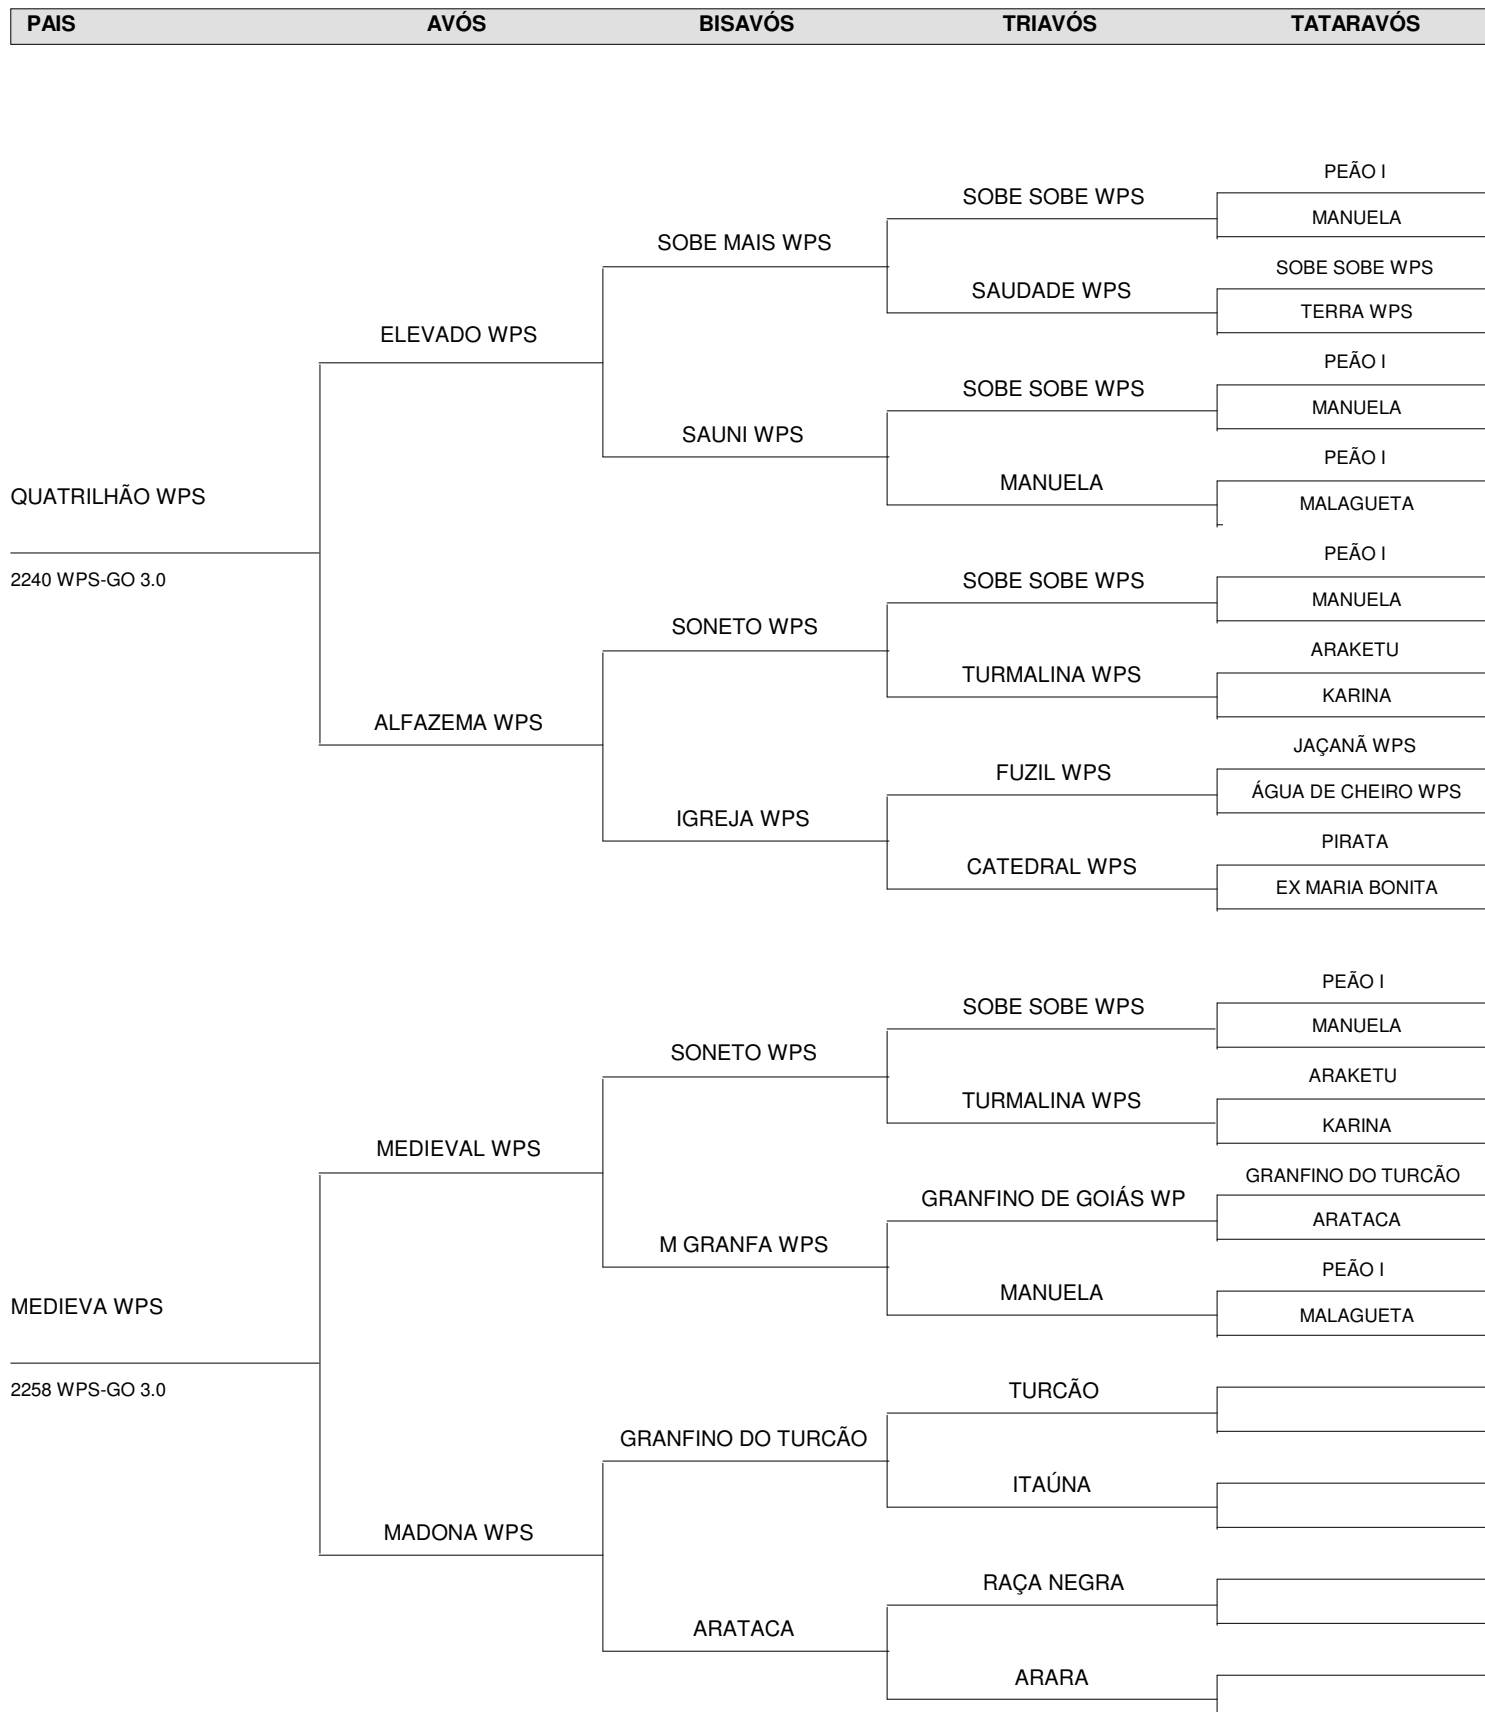 PAIS AVÓS BISAVÓS TRIAVÓS TATARAVÓS
PEÃO I
SOBE SOBE WPS
MANUELA
SOBE MAIS WPS
SOBE SOBE WPS
SAUDADE WPS
TERRA WPS
ELEVADO WPS
PEÃO I
SOBE SOBE WPS
MANUELA
SAUNI WPS
PEÃO I
MANUELA
QUATRILHÃO WPS
MALAGUETA
PEÃO I
2240 WPS-GO 3.0
SOBE SOBE WPS
MANUELA
SONETO WPS
ARAKETU
TURMALINA WPS
KARINA
ALFAZEMA WPS
JAÇANÃ WPS
FUZIL WPS
ÁGUA DE CHEIRO WPS
IGREJA WPS
PIRATA
CATEDRAL WPS
EX MARIA BONITA
PEÃO I
SOBE SOBE WPS
MANUELA
SONETO WPS
ARAKETU
TURMALINA WPS
KARINA
MEDIEVAL WPS
GRANFINO DO TURCÃO
GRANFINO DE GOIÁS WP
ARATACA
M GRANFA WPS
PEÃO I
MANUELA
MEDIEVA WPS
MALAGUETA
2258 WPS-GO 3.0
TURCÃO
GRANFINO DO TURCÃO
ITAÚNA
MADONA WPS
RAÇA NEGRA
ARATACA
ARARA